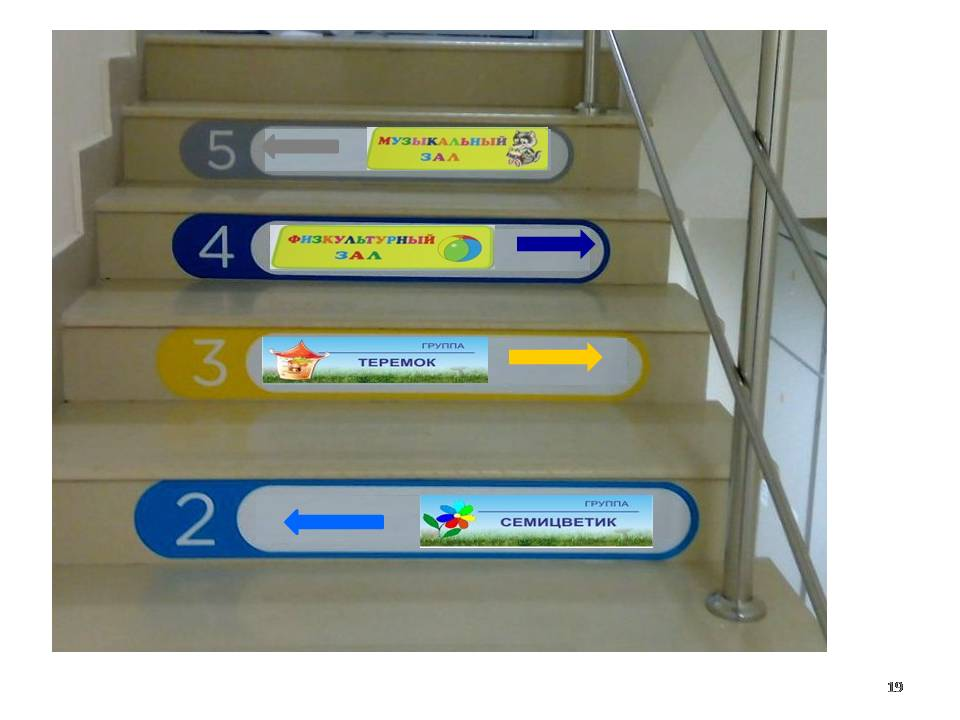 5
МУЗЫКАЛЬНЫЙ
ЗАЛ
4
ФИЗКУЛЬТУРНЫЙ
ЗАЛ
3
ГРУППА
ТЕРЕМОК
2
ГРУППА
СЕМИЦВЕТИК
19